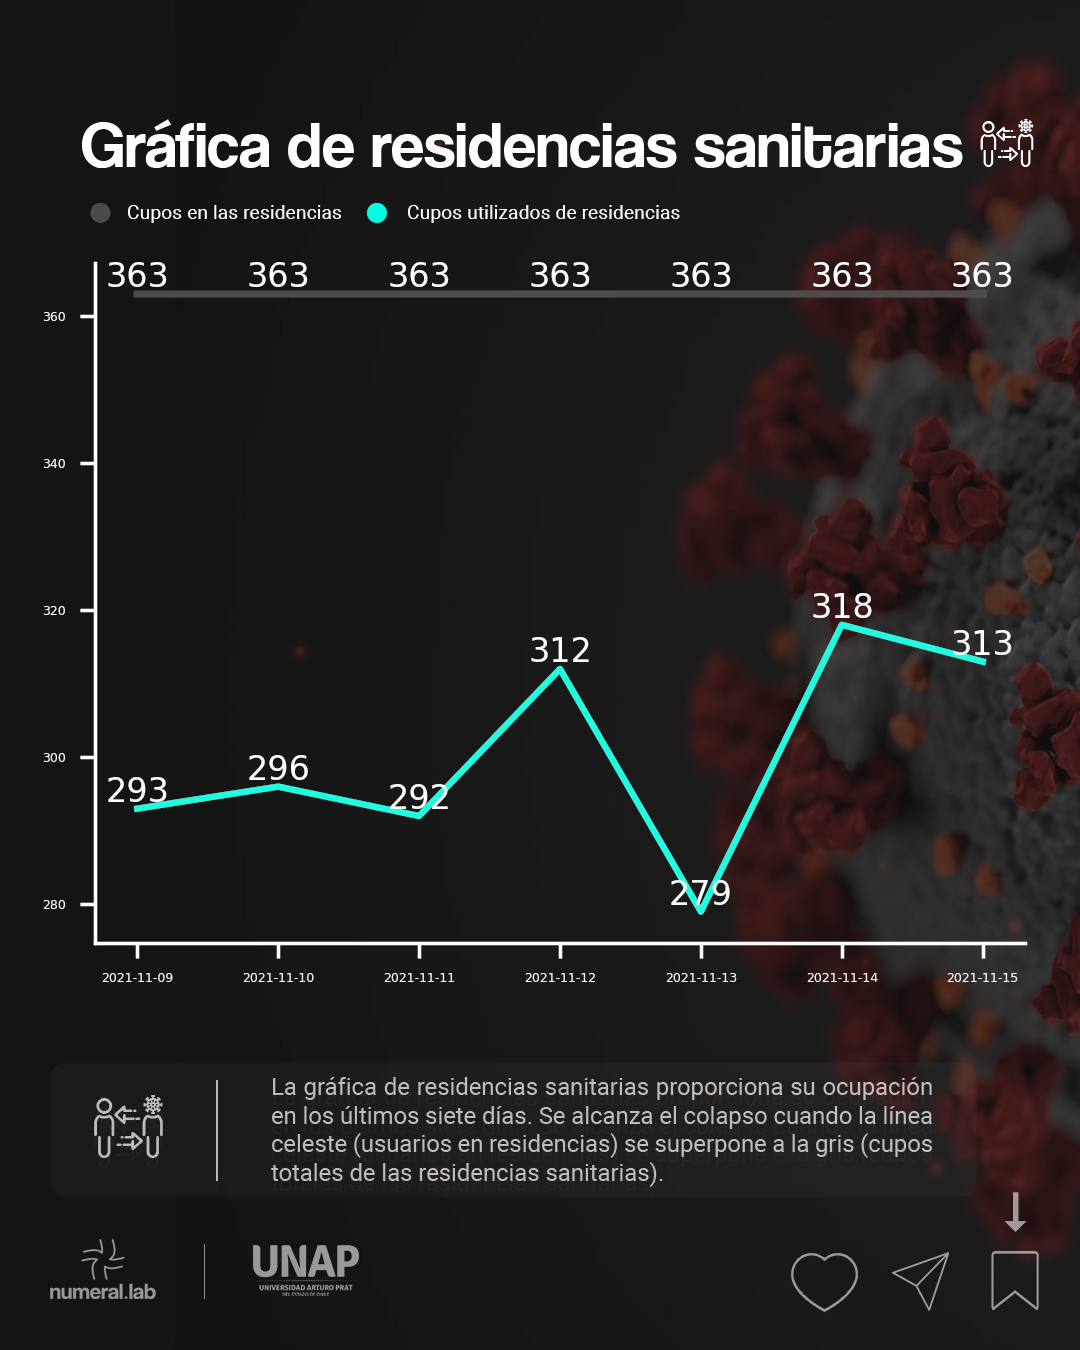 Gráfica de residencias sanitarias
Cupos en las residencias
Cupos utilizados de residencias
363 363 363 363 363 363 363
360
340
320
300
280
293 296 292 312 279 318 313
2021-11-09 2021-11-10 2021-11-11 2021-11-12 2021-11-13 2021-11-14 2021-11-15
La gráfica de residencias sanitarias proporciona su ocupación
en los últimos siete días. Se alcanza el colapso cuando la línea
celeste (usuarios en residencias) se superpone a la gris (cupos
totales de las residencias sanitarias).
numeral.lab
UNAP
UNIVERSIDAD ARTURO PRAT
DEL ESTADO DE CHILE